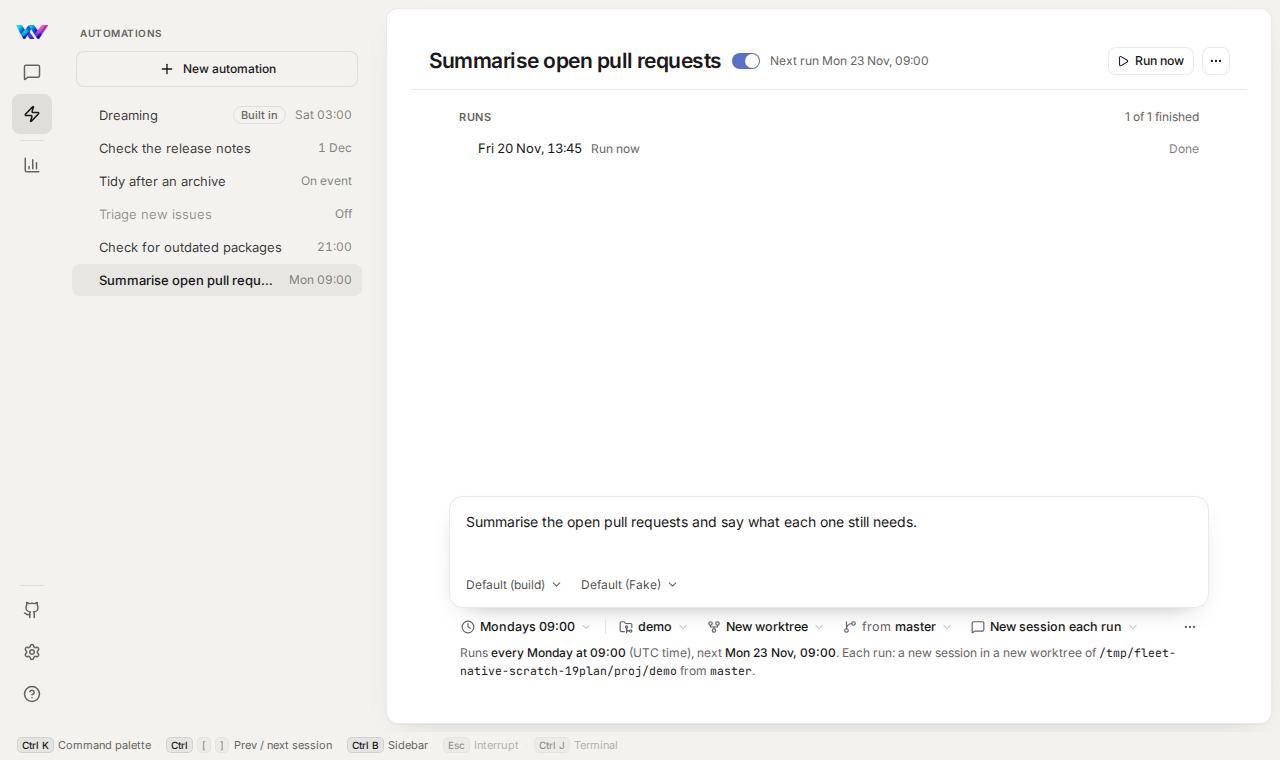 AUTOMATIONS
New automation
Dreaming Built in Sat 03:00
Check the release notes 1 Dec
Tidy after an archive On event
Triage new issues Off
Check for outdated packages 21:00
Summarise open pull requ... Mon 09:00
Summarise open pull requests Next run Mon 23 Nov, 09:00 Run now
RUNS 1 of 1 finished
Fri 20 Nov, 13:45 Run now Done
Summarise the open pull requests and say what each one still needs.
Default (build) Default (Fake)
Mondays 09:00 demo New worktree from master New session each run
Runs every Monday at 09:00 (UTC time), next Mon 23 Nov, 09:00. Each run: a new session in a new worktree of /tmp/fleet-
native-scratch-19plan/proj/demo from master.
Ctrl K Command palette Ctrl [ ] Prev / next session Ctrl B Sidebar Esc Interrupt Ctrl J Terminal